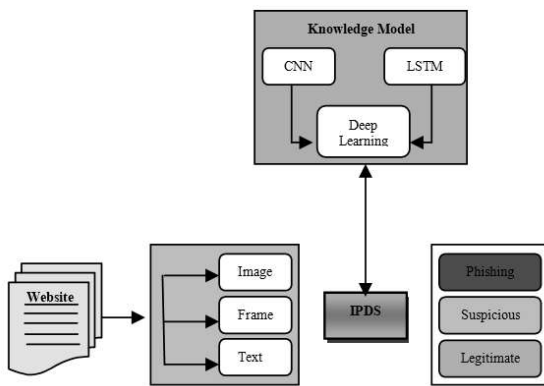 Knowledge Model
CNN
LSTM
Deep
Learning
Website
Image
Frame
Text
IPDS
Phishing
Suspicious
Legitimate